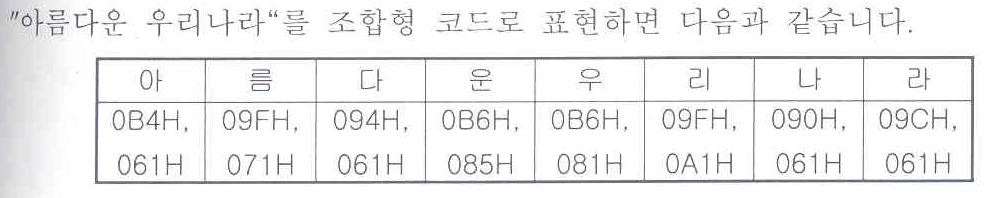 "아름다운 우리나라"를 조합형 코드로 표현하면 다음과 같습니다.
아 름 다 운 우 리 나 라
0B4H, 09FH, 094H, 0B6H, 0B6H, 09FH, 090H, 09CH,
061H 071H 061H 085H 081H 0A1H 061H 061H